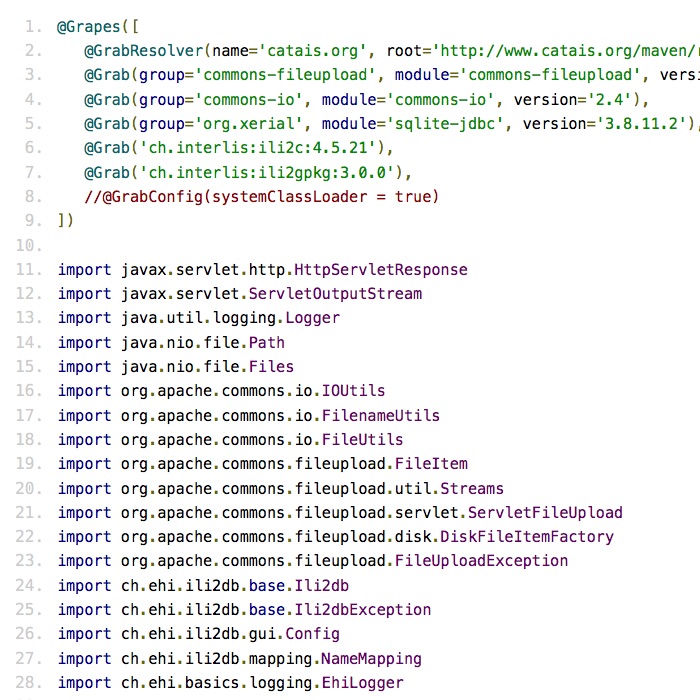 1. @Grapes([
2. @GrabResolver(name='catais.org', root='http://www.catais.org/maven/
3. @Grab(group='commons-fileupload', module='commons-fileupload', versi
4. @Grab(group='commons-io', module='commons-io', version='2.4'),
5. @Grab(group='org.xerial', module='sqlite-jdbc', version='3.8.11.2'),
6. @Grab('ch.interlis:ili2c:4.5.21'),
7. @Grab('ch.interlis:ili2gpkg:3.0.0'),
8. //@GrabConfig(systemClassLoader = true)
9. ])
10.
11. import javax.servlet.http.HttpServletResponse
12. import javax.servlet.ServletOutputStream
13. import java.util.logging.Logger
14. import java.nio.file.Path
15. import java.nio.file.Files
16. import org.apache.commons.io.IOUtils
17. import org.apache.commons.io.FilenameUtils
18. import org.apache.commons.io.FileUtils
19. import org.apache.commons.fileupload.FileItem
20. import org.apache.commons.fileupload.util.Streams
21. import org.apache.commons.fileupload.servlet.ServletFileUpload
22. import org.apache.commons.fileupload.disk.DiskFileItemFactory
23. import org.apache.commons.fileupload.FileUploadException
24. import ch.ehi.ili2db.base.Ili2db
25. import ch.ehi.ili2db.base.Ili2dbException
26. import ch.ehi.ili2db.gui.Config
27. import ch.ehi.ili2db.mapping.NameMapping
28. import ch.ehi.basics.logging.EhiLogger